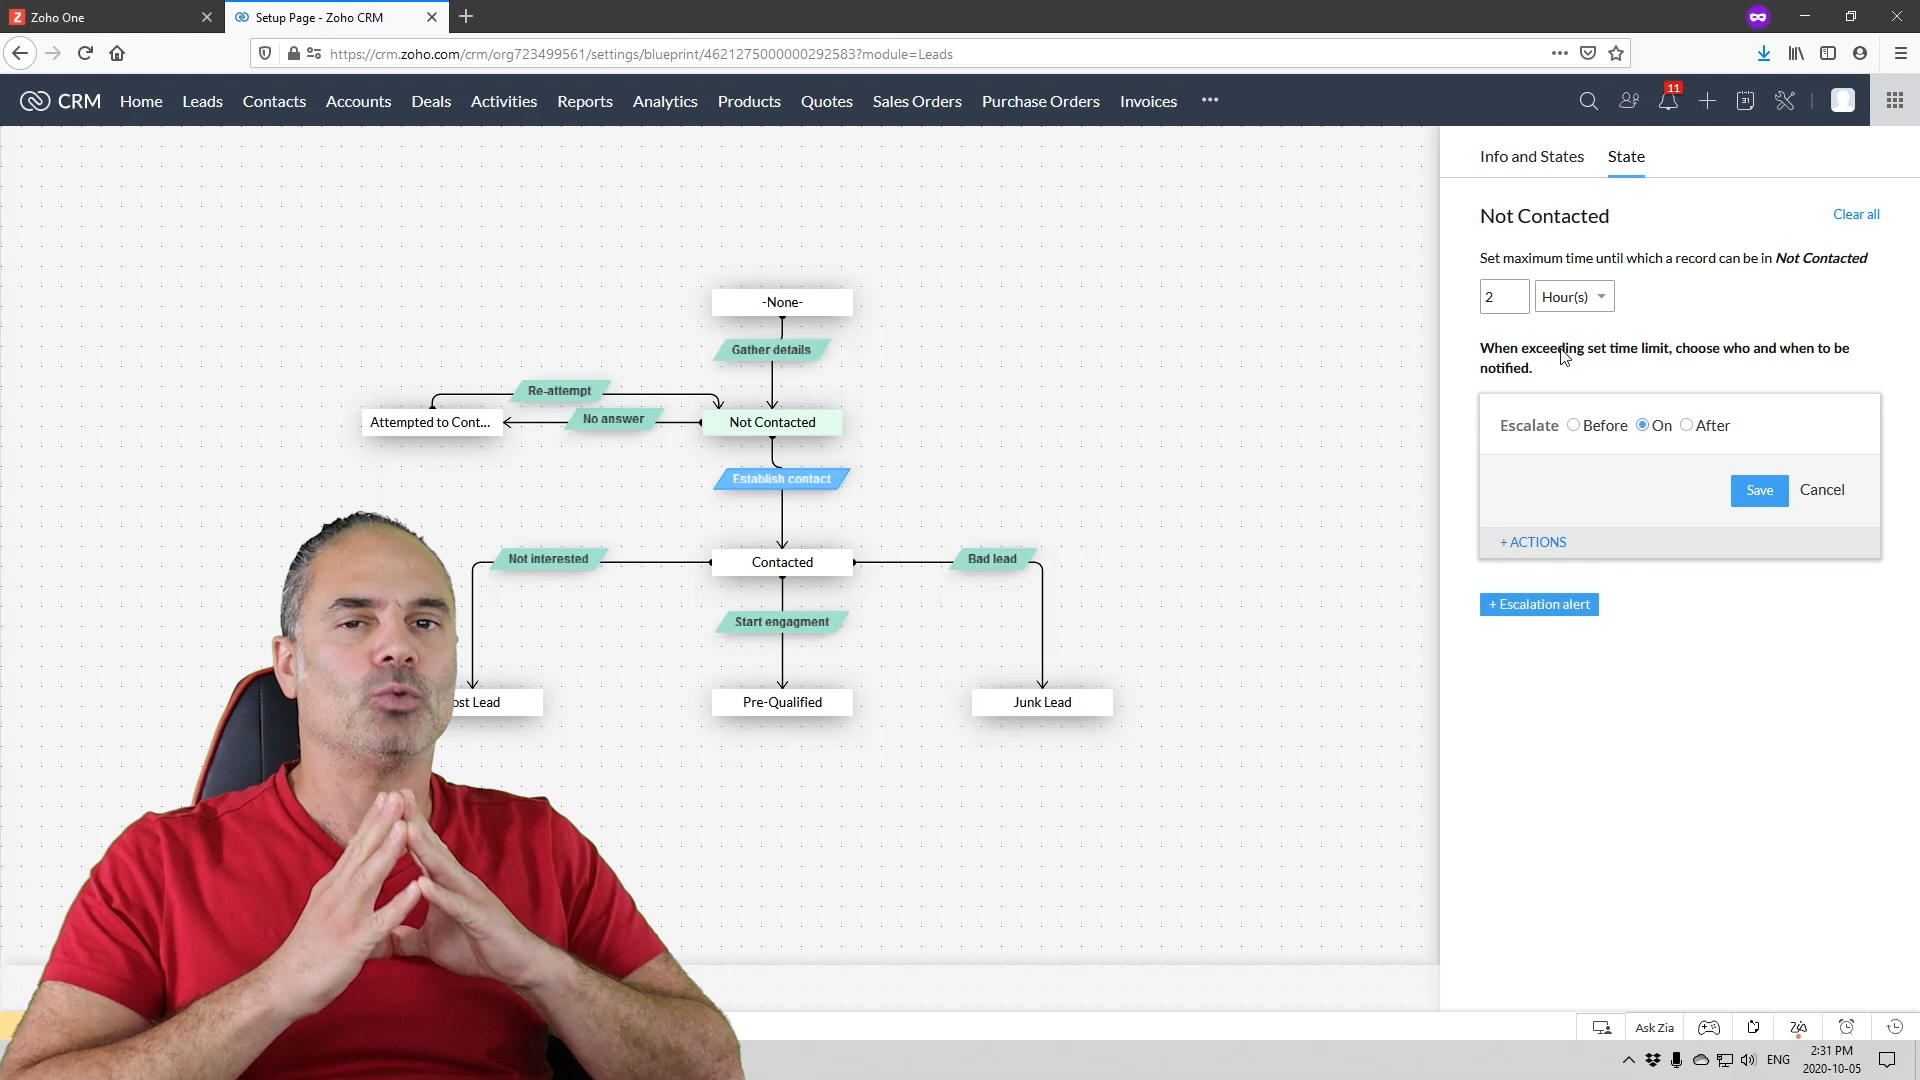 Zoho One
Setup Page - Zoho CRM
https://crm.zoho.com/crm/org723499561/settings/blueprint/4621275000000292583?module=Leads
CRM Home Leads Contacts Accounts Deals Activities Reports Analytics Products Quotes Sales Orders Purchase Orders Invoices
11
31
Info and States State
Not Contacted Clear all
Set maximum time until which a record can be in Not Contacted
2 Hour(s)
When exceeding set time limit, choose who and when to be
notified.
Escalate Before On After
Save Cancel
+ ACTIONS
+ Escalation alert
-None-
Gather details
Re-attempt
Attempted to Cont...
No answer
Not Contacted
Establish contact
Not interested
Contacted
Bad lead
Start engagment
ost Lead
Pre-Qualified
Junk Lead
Ask Zia
ENG
2:31 PM
2020-10-05